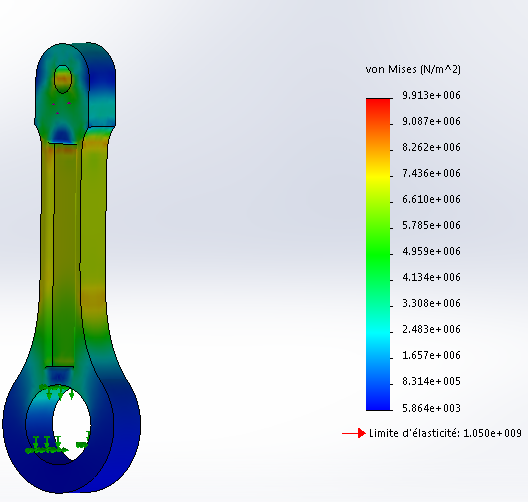 von Mises (N/m^2)
9.913e+006
9.087e+006
8.262e+006
7.436e+006
6.610e+006
5.785e+006
4.959e+006
4.134e+006
3.308e+006
2.483e+006
1.657e+006
8.314e+005
5.864e+003
Limite d'élasticité: 1.050e+009